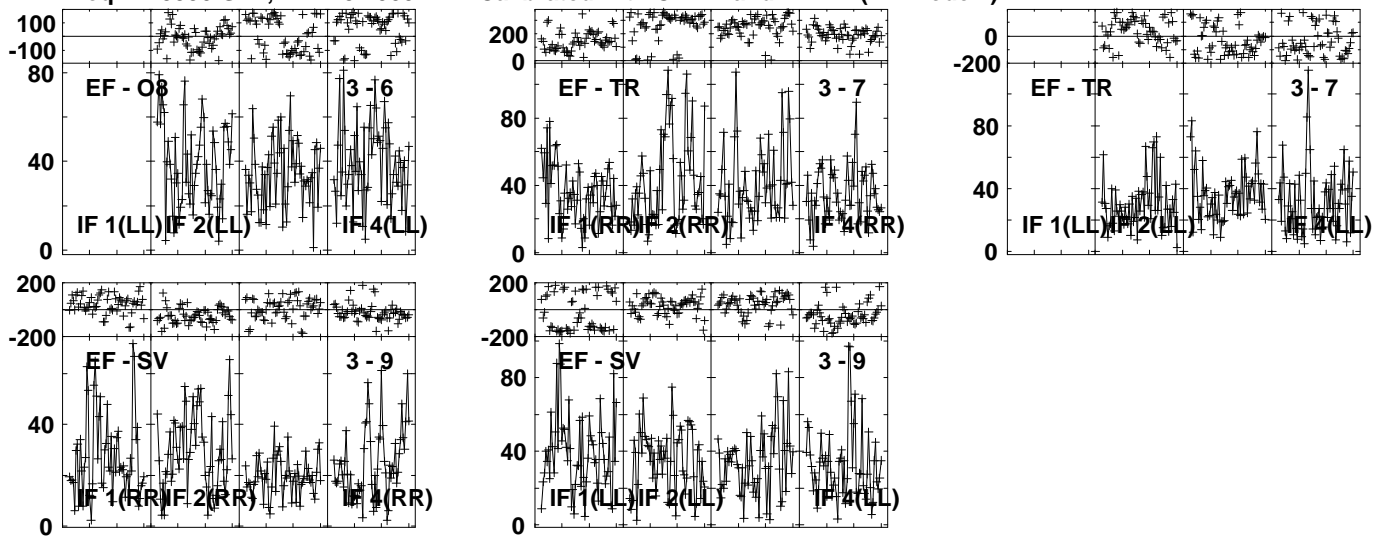 100
-100
80
40
0
EF - O8
3 - 6
IF 1(LL)
IF 2(LL)
IF 4(LL)
200
0
80
40
0
EF - TR
3 - 7
IF 1(RR)
IF 2(RR)
IF 4(RR)
0
-200
80
40
0
EF - TR
3 - 7
IF 1(LL)
IF 2(LL)
IF 4(LL)
200
-200
40
0
EF - SV
3 - 9
IF 1(RR)
IF 2(RR)
IF 4(RR)
200
-200
80
40
0
EF - SV
3 - 9
IF 1(LL)
IF 2(LL)
IF 4(LL)